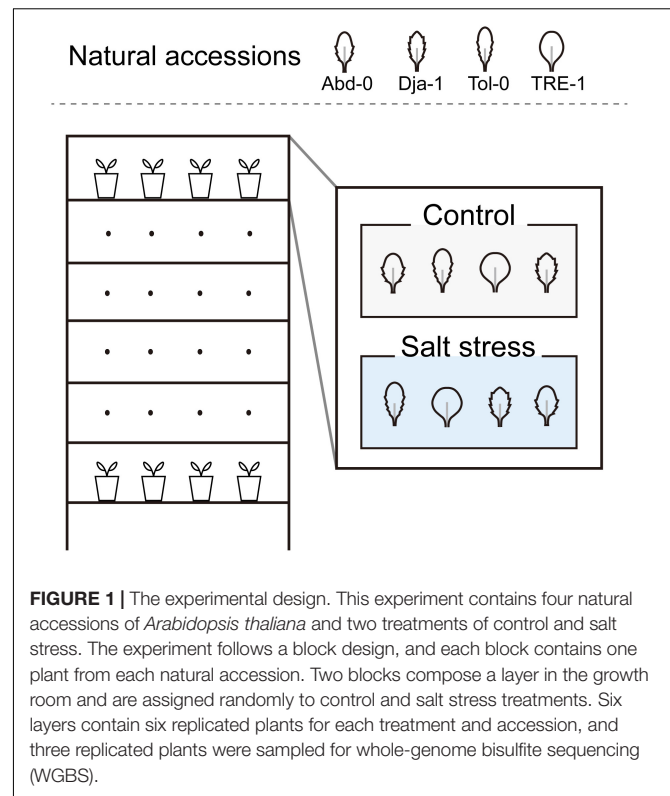 Natural accessions
Abd-0 Dja-1 Tol-0 TRE-1
Control
Salt stress
FIGURE 1 | The experimental design. This experiment contains four natural
accessions of Arabidopsis thaliana and two treatments of control and salt
stress. The experiment follows a block design, and each block contains one
plant from each natural accession. Two blocks compose a layer in the growth
room and are assigned randomly to control and salt stress treatments. Six
layers contain six replicated plants for each treatment and accession, and
three replicated plants were sampled for whole-genome bisulfite sequencing
(WGBS).